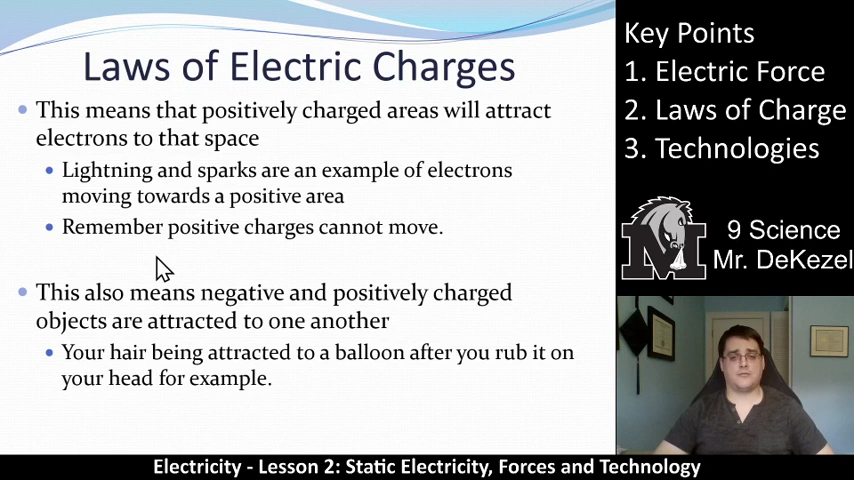 Laws of Electric Charges
This means that positively charged areas will attract
electrons to that space
Lightning and sparks are an example of electrons
moving towards a positive area
Remember positive charges cannot move.
This also means negative and positively charged
objects are attracted to one another
Your hair being attracted to a balloon after you rub it on
your head for example.
Key Points
1. Electric Force
2. Laws of Charge
3. Technologies
M
9 Science
Mr. DeKezel
Electricity - Lesson 2: Static Electricity, Forces and Technology